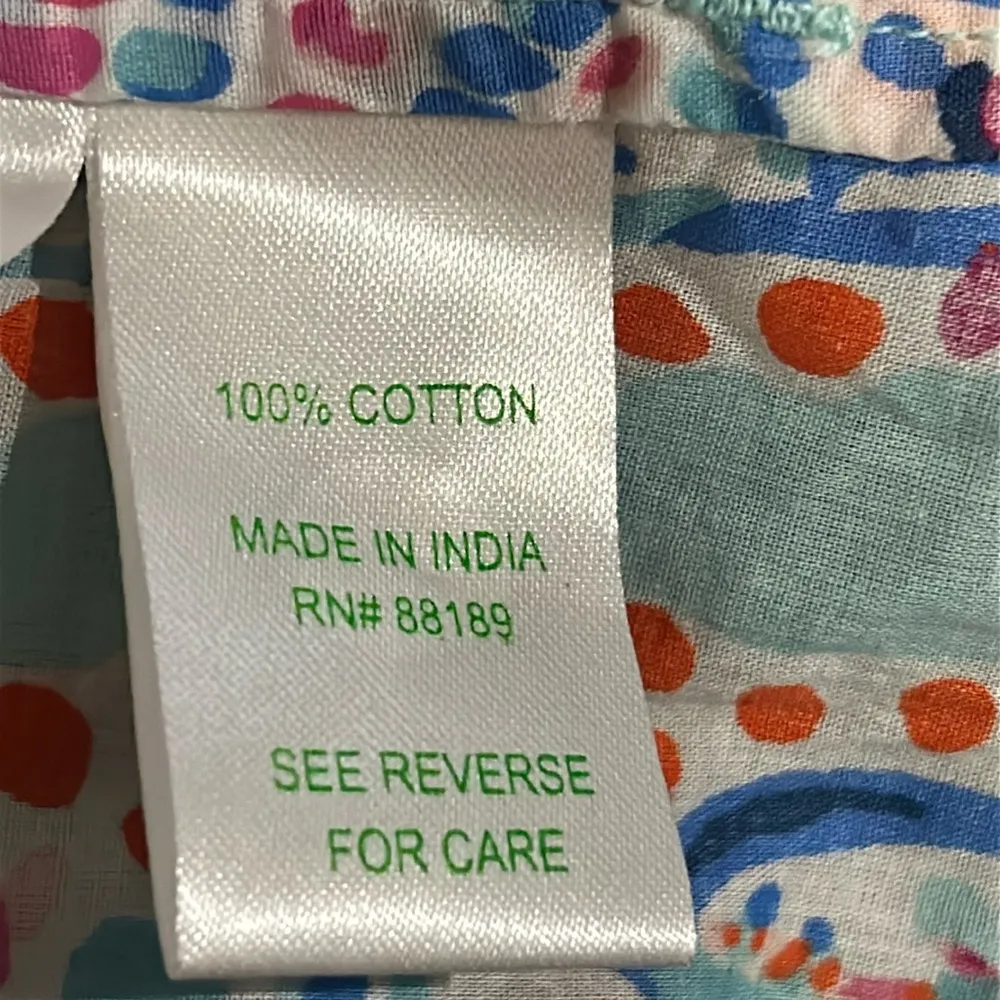 100% COTTON
MADE IN INDIA
RN# 88189
SEE REVERSE
FOR CARE